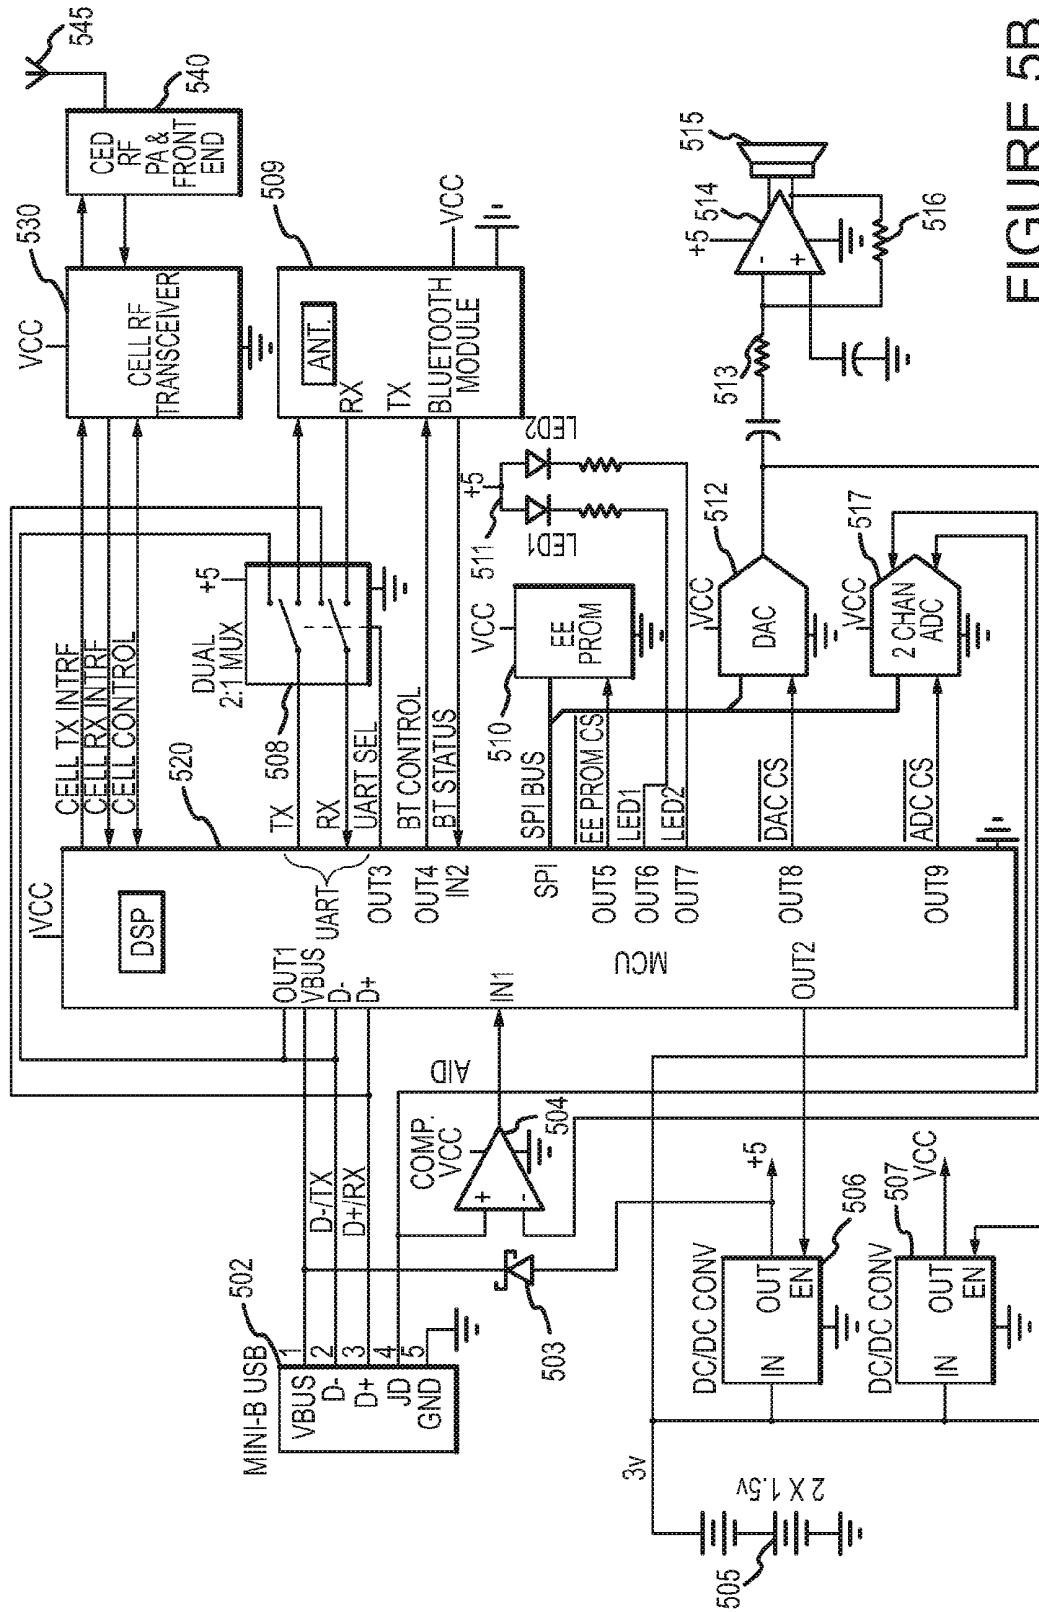 545
540
CED
RF
PA &
FRONT
END
530
VCC
CELL RF
TRANSCEIVER
509
ANT.
RX
TX
BLUETOOTH
MODULE
VCC
CELL TX INTRF
CELL RX INTRF
CELL CONTROL
DUAL
2:1 MUX
+5
508
TX
RX
UART SEL
BT CONTROL
BT STATUS
SPI BUS
EE PROM CS
LED1
LED2
DAC CS
ADC CS
510
VCC
EE
PROM
511
+5
LED1
LED2
512
VCC
DAC
517
VCC
2 CHAN
ADC
513
514
+5
-
+
515
516
520
VCC
DSP
MCU
OUT1
VBUS
D-
D+
UART
OUT3
OUT4
IN2
SPI
OUT5
OUT6
OUT7
OUT8
OUT9
IN1
OUT2
AID
COMP.
VCC
504
+
-
502
MINI-B USB
VBUS
D-
D+
JD
GND
1
2
3
4
5
D-/TX
D+/RX
503
3v
2 X 1.5v
505
DC/DC CONV
IN
OUT
EN
506
+5
DC/DC CONV
IN
OUT
EN
507
VCC
FIGURE 5B